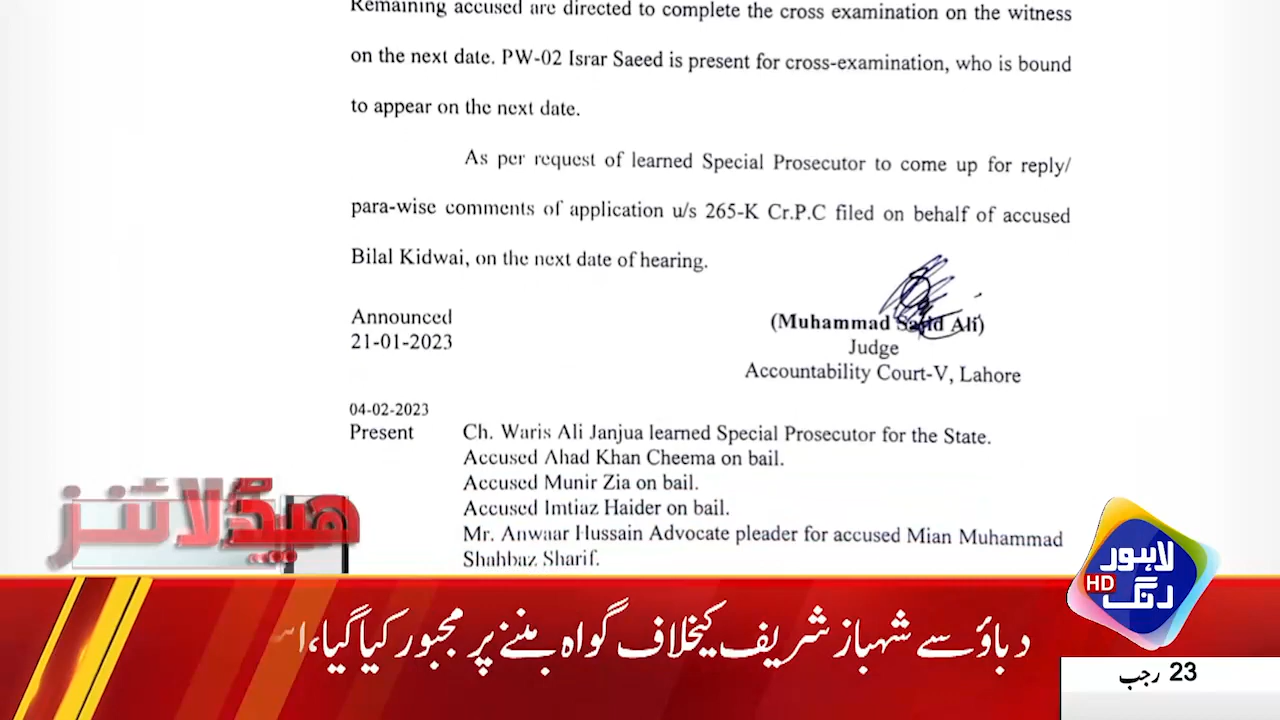 Remaining accused are directed to complete the cross examination on the witness
on the next date. PW-02 Israr Saeed is present for cross-examination, who is bound
to appear on the next date.
As per request of learned Special Prosecutor to come up for reply/
para-wise comments of application u/s 265-K Cr.P.C filed on behalf of accused
Bilal Kidwai, on the next date of hearing.
Announced
21-01-2023
(Muhammad Sajid Ali)
Judge
Accountability Court-V, Lahore
04-02-2023
Present
Ch. Waris Ali Janjua learned Special Prosecutor for the State.
Accused Ahad Khan Cheema on bail.
Accused Munir Zia on bail.
Accused Imtiaz Haider on bail.
Mr. Anwaar Hussain Advocate pleader for accused Mian Muhammad
Shahbaz Sharif.
ہیڈلائنز
لاہور
رنگ
HD
دباؤ سے شہباز شریف کیخلاف گواہ بننے پر مجبور کیا گیا،
23 رجب